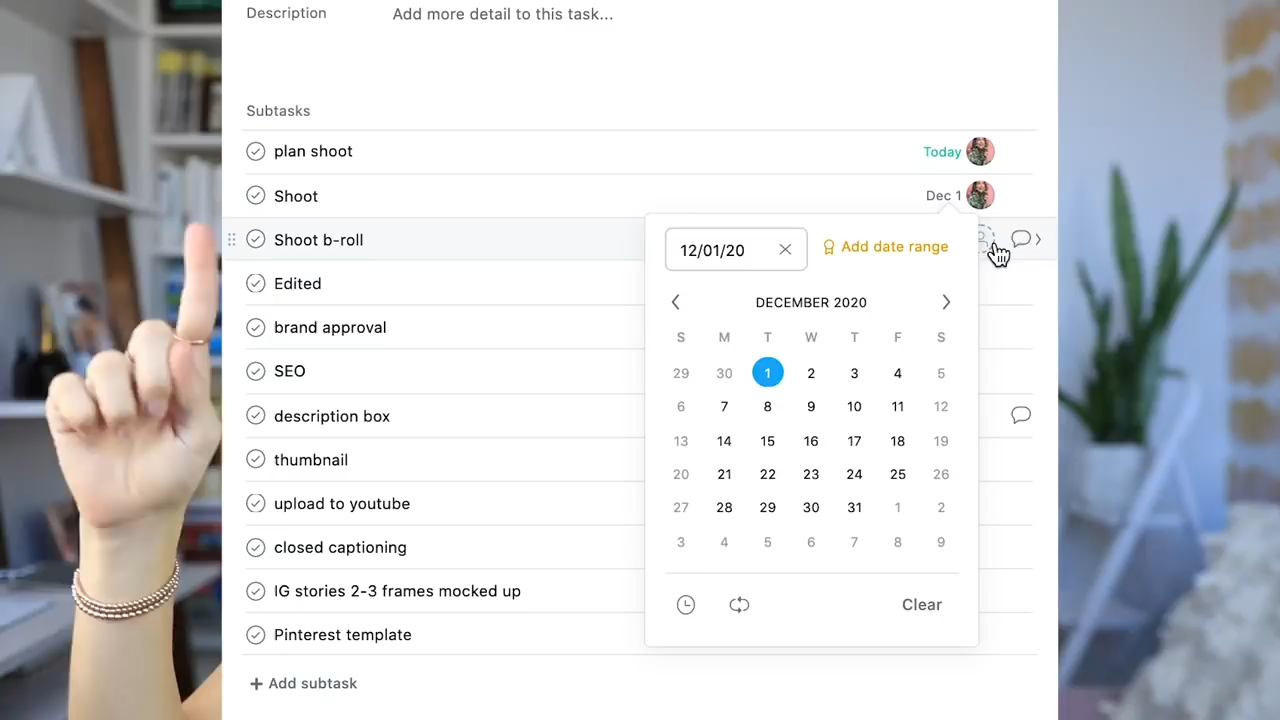 Description Add more detail to this task...
Subtasks
plan shoot Today
Shoot Dec 1
Shoot b-roll
Edited
brand approval
SEO
description box
thumbnail
upload to youtube
closed captioning
IG stories 2-3 frames mocked up
Pinterest template
+ Add subtask
12/01/20 Add date range
DECEMBER 2020
S M T W T F S
29 30 1 2 3 4 5
6 7 8 9 10 11 12
13 14 15 16 17 18 19
20 21 22 23 24 25 26
27 28 29 30 31 1 2
3 4 5 6 7 8 9
Clear